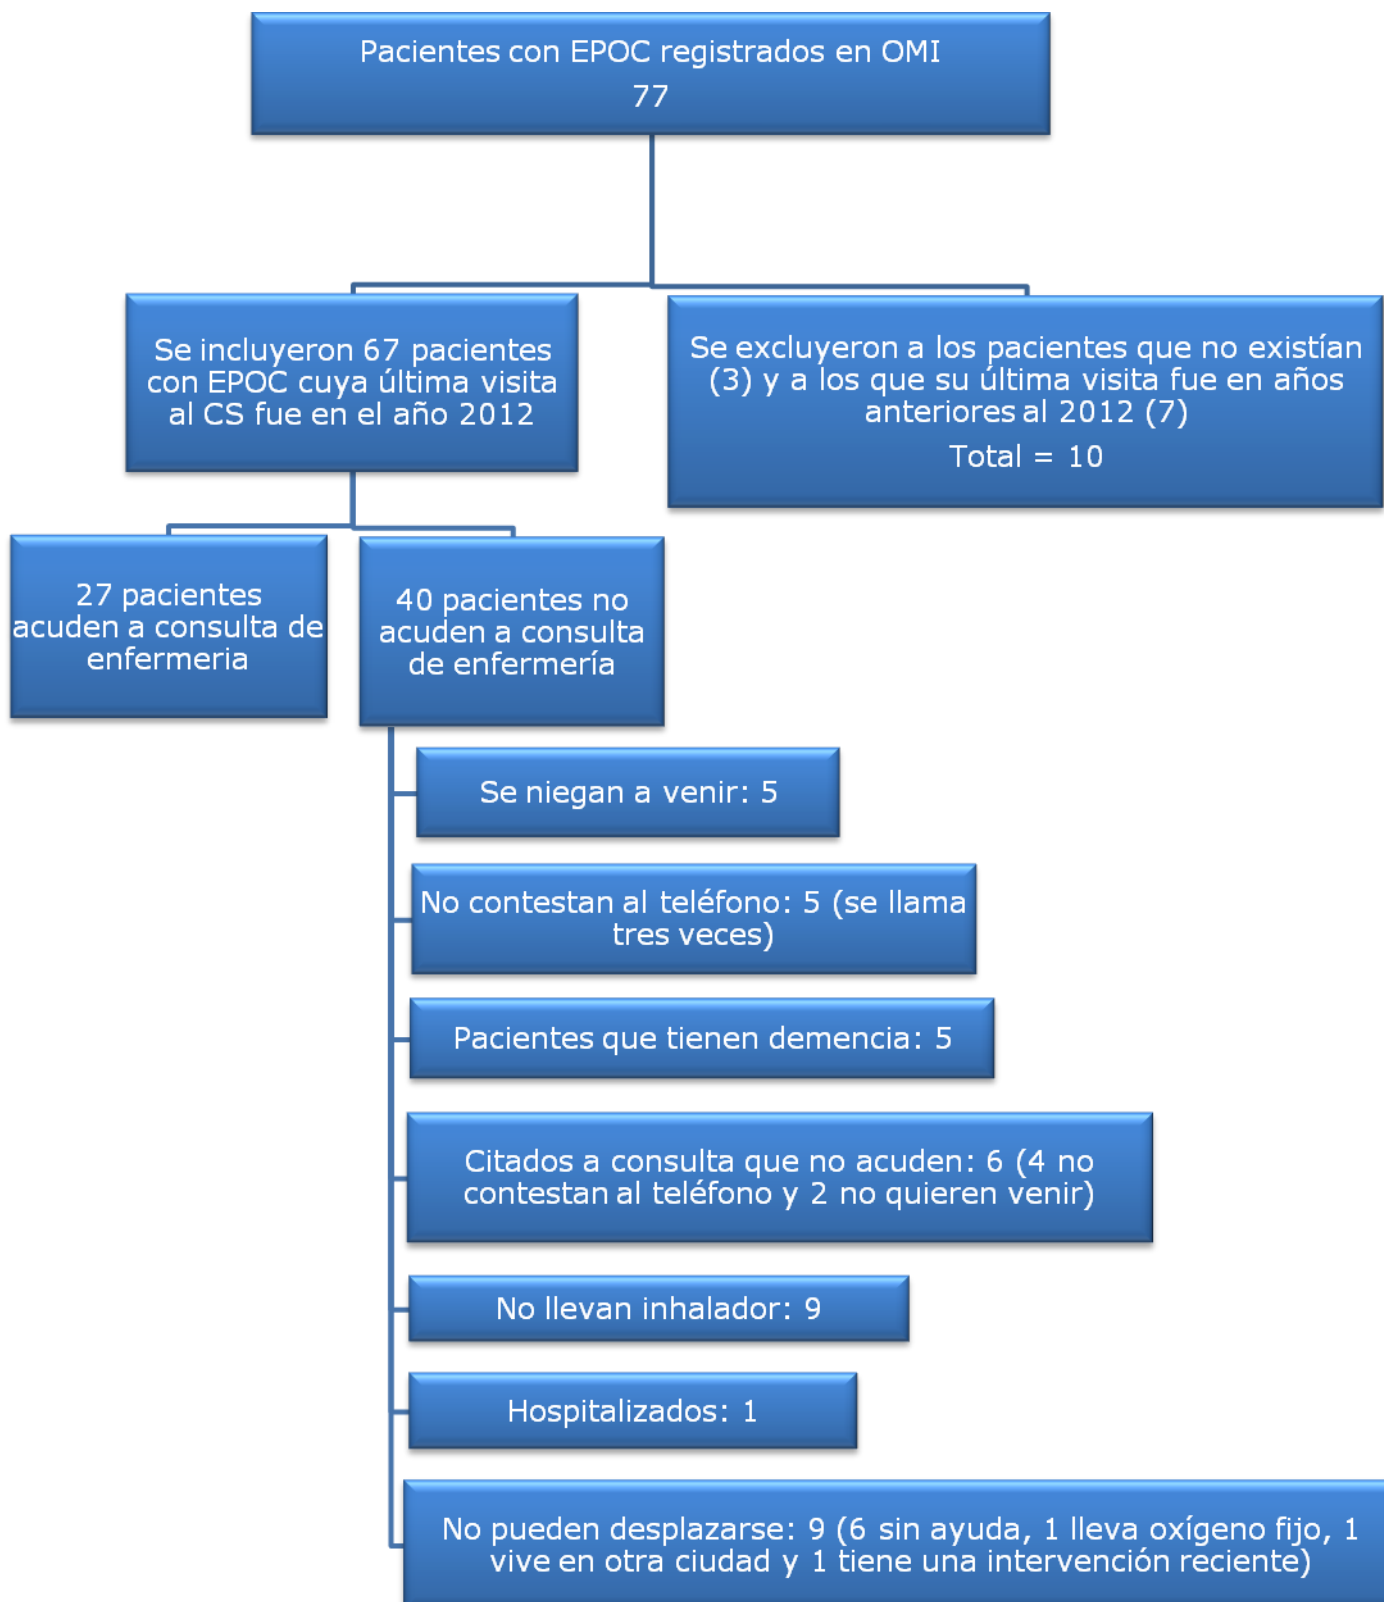 Pacientes con EPOC registrados en OMI
77
Se incluyeron 67 pacientes
con EPOC cuya última visita
al CS fue en el año 2012
Se excluyeron a los pacientes que no existían
(3) y a los que su última visita fue en años
anteriores al 2012 (7)
Total = 10
27 pacientes
acuden a consulta de
enfermeria
40 pacientes no
acuden a consulta
de enfermería
Se niegan a venir: 5
No contestan al teléfono: 5 (se llama
tres veces)
Pacientes que tienen demencia: 5
Citados a consulta que no acuden: 6 (4 no
contestan al teléfono y 2 no quieren venir)
No llevan inhalador: 9
Hospitalizados: 1
No pueden desplazarse: 9 (6 sin ayuda, 1 lleva oxígeno fijo, 1
vive en otra ciudad y 1 tiene una intervención reciente)